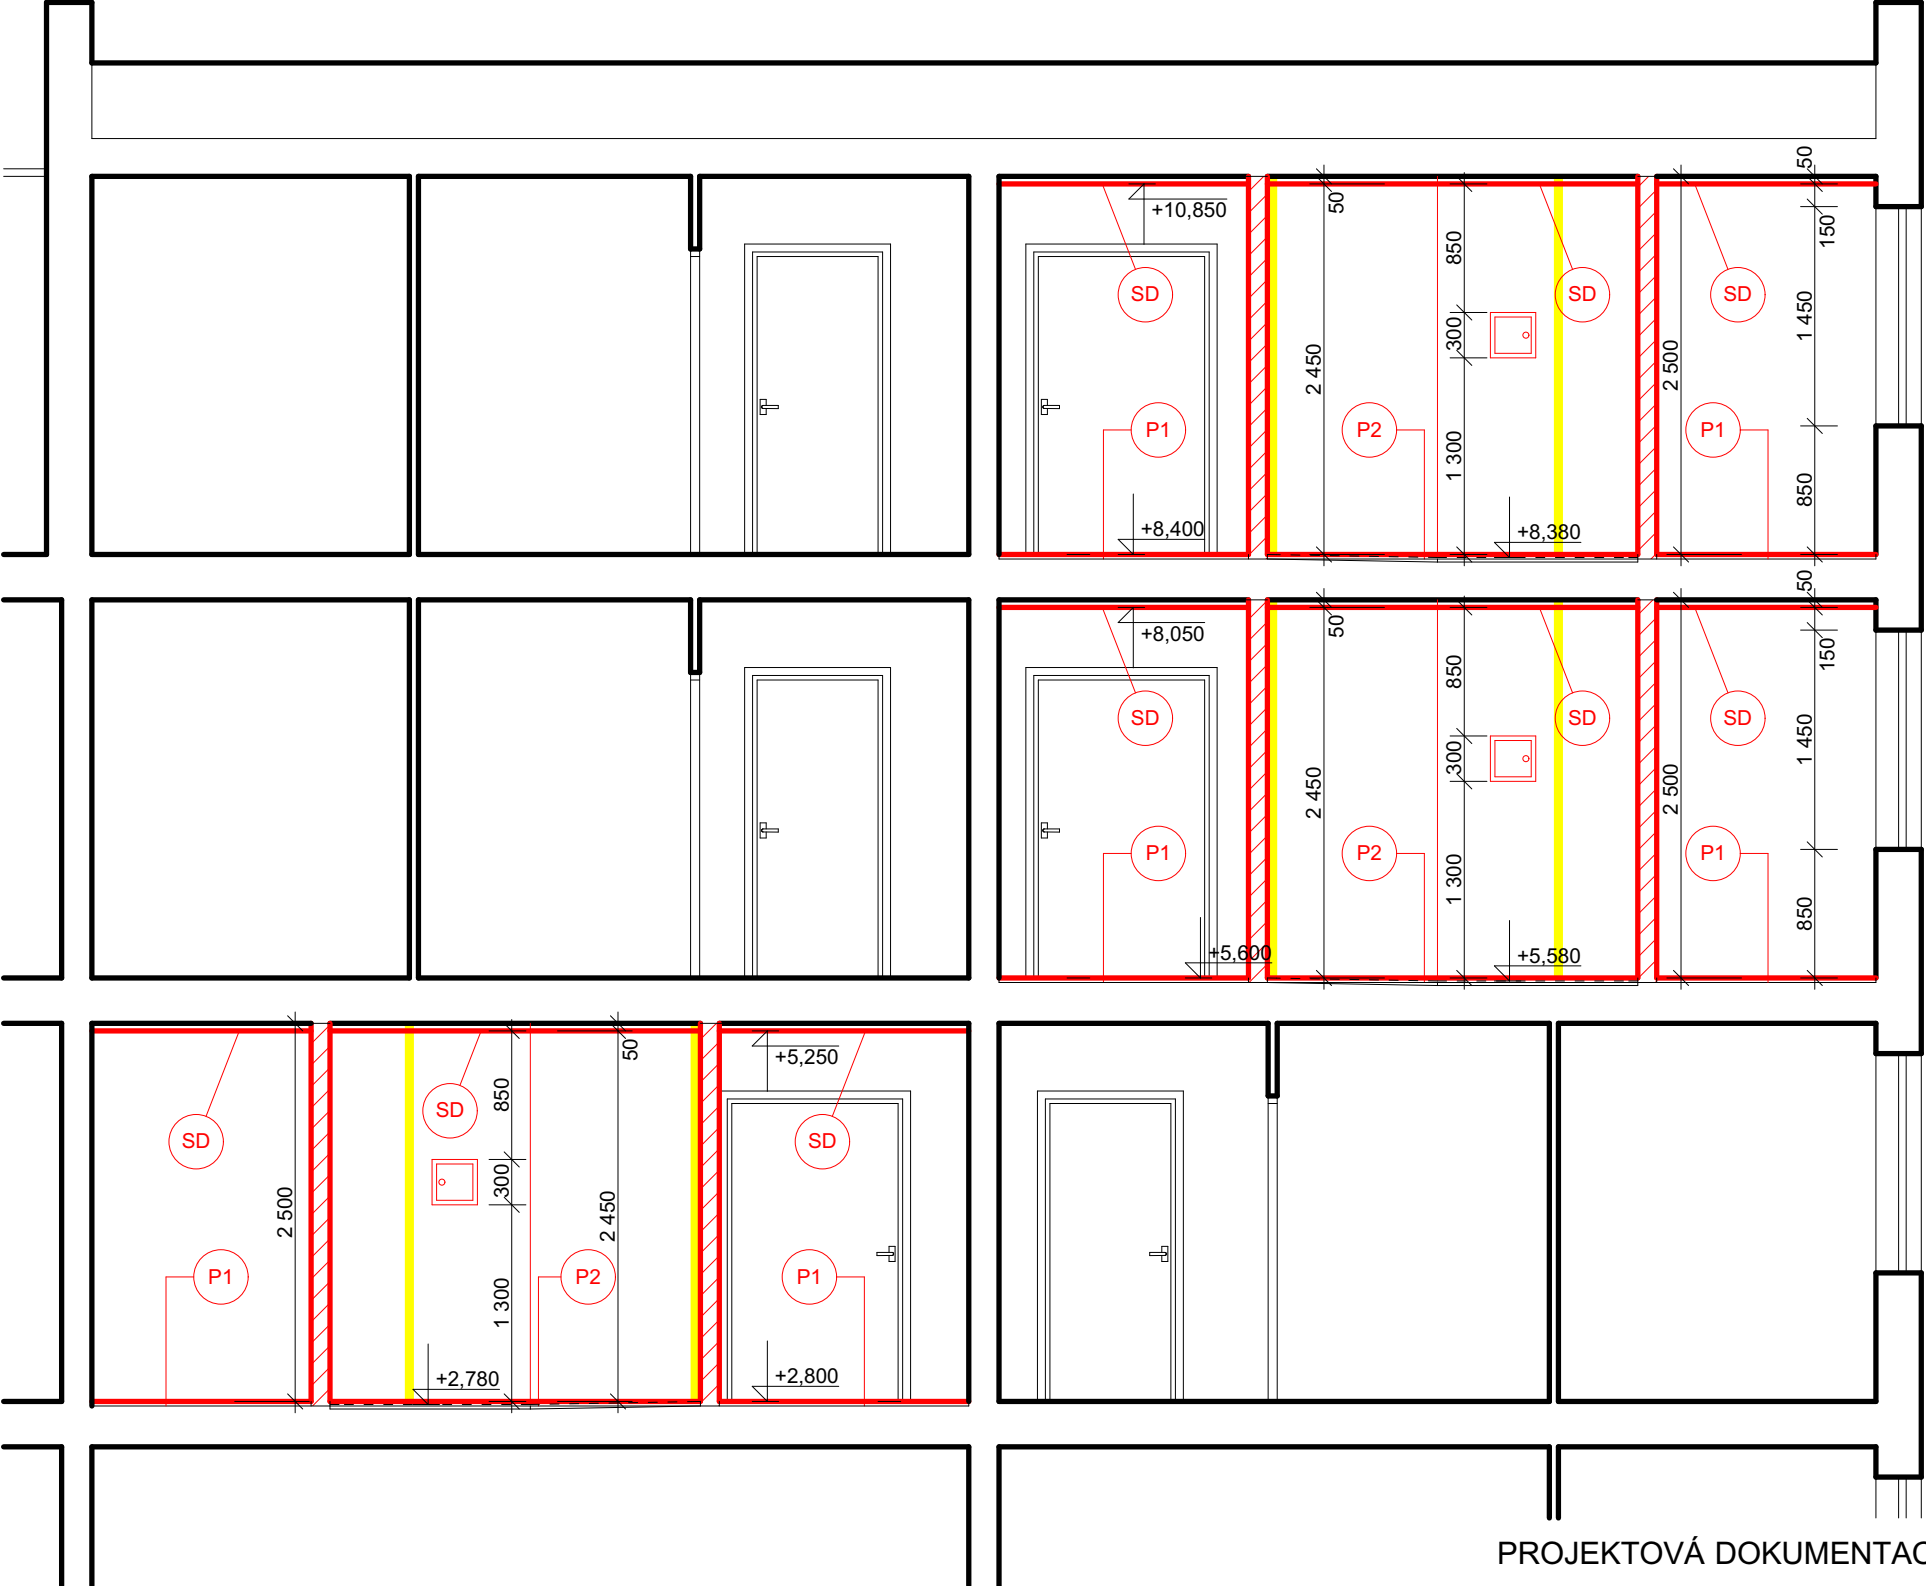 50
+10,850
50
150
850
SD
SD
SD
300
1 450
2 450
2 500
P1
P2
P1
1 300
850
+8,400
+8,380
50
+8,050
50
150
850
SD
SD
SD
300
1 450
2 450
2 500
P1
P2
P1
1 300
850
+5,600
+5,580
50
+5,250
850
SD
SD
SD
300
2 500
2 450
P1
P2
P1
1 300
+2,780
+2,800
PROJEKTOVÁ DOKUMENTAC